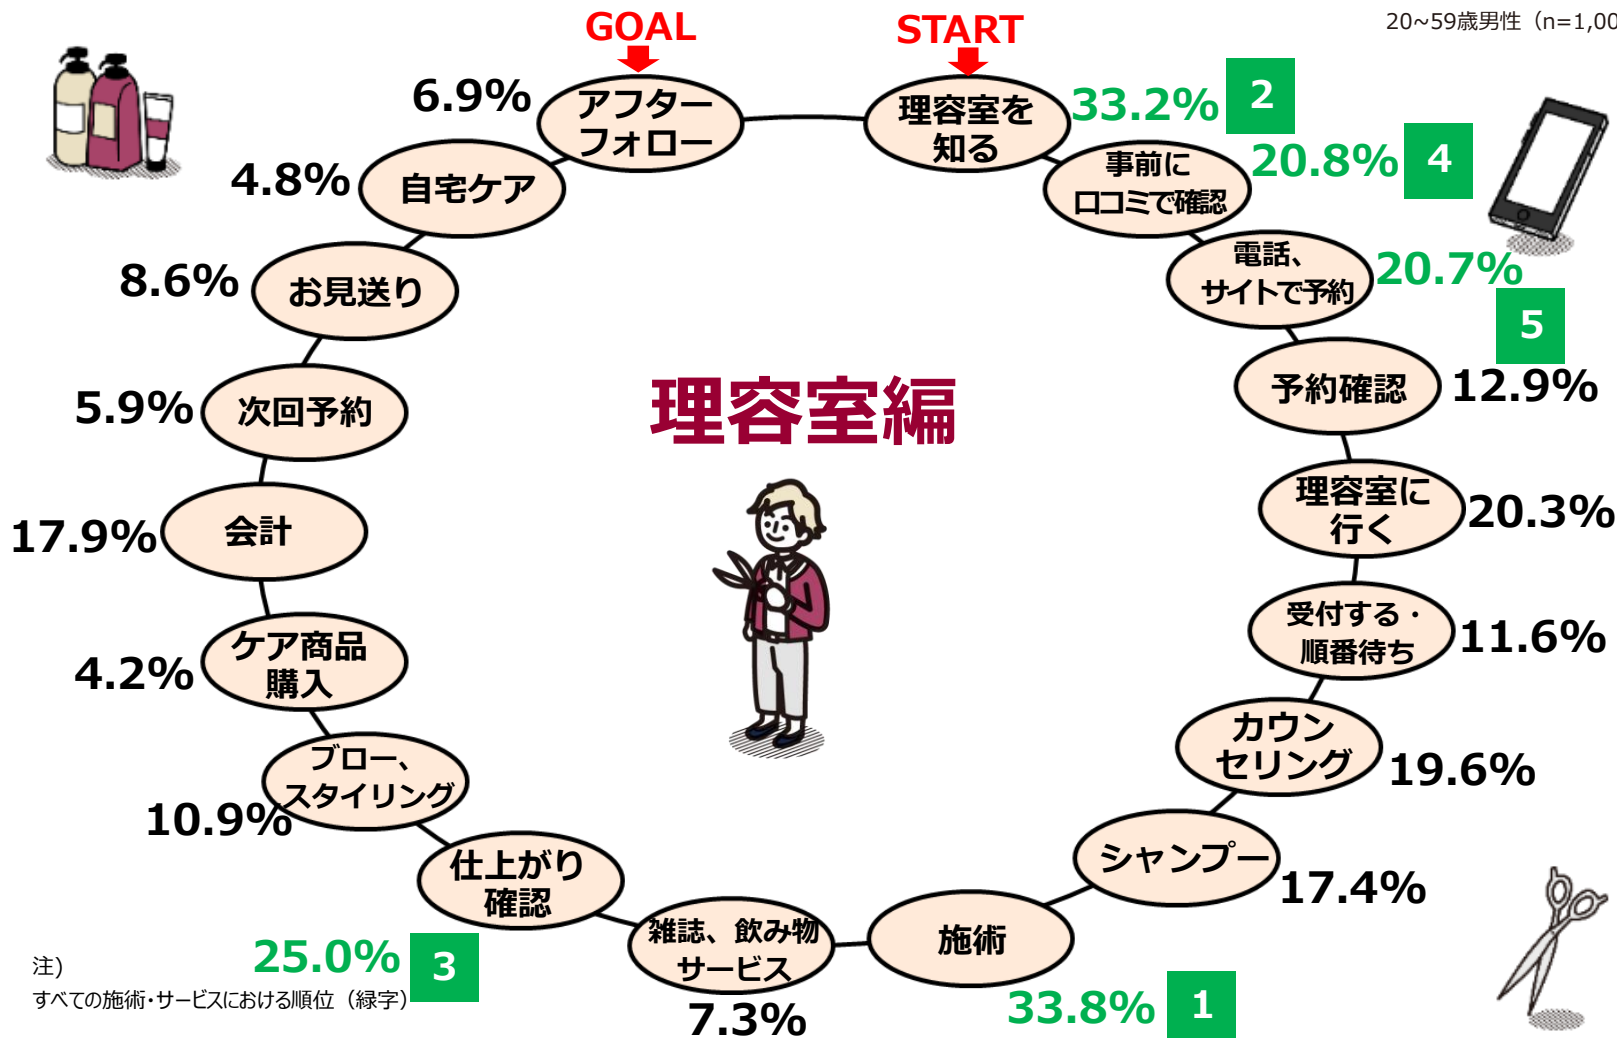 20~59歳男性（n=1,00
GOAL
START
理容室を
知る
33.2%
2
事前に
口コミで確認
20.8%
4
電話、
サイトで予約
20.7%
5
予約確認
12.9%
理容室に
行く
20.3%
受付する・
順番待ち
11.6%
カウン
セリング
19.6%
シャンプー
17.4%
施術
33.8%
1
雑誌、飲み物
サービス
7.3%
仕上がり
確認
25.0%
3
ブロー、
スタイリング
10.9%
ケア商品
購入
4.2%
会計
17.9%
次回予約
5.9%
お見送り
8.6%
自宅ケア
4.8%
アフター
フォロー
6.9%
理容室編
注)
すべての施術・サービスにおける順位（緑字）